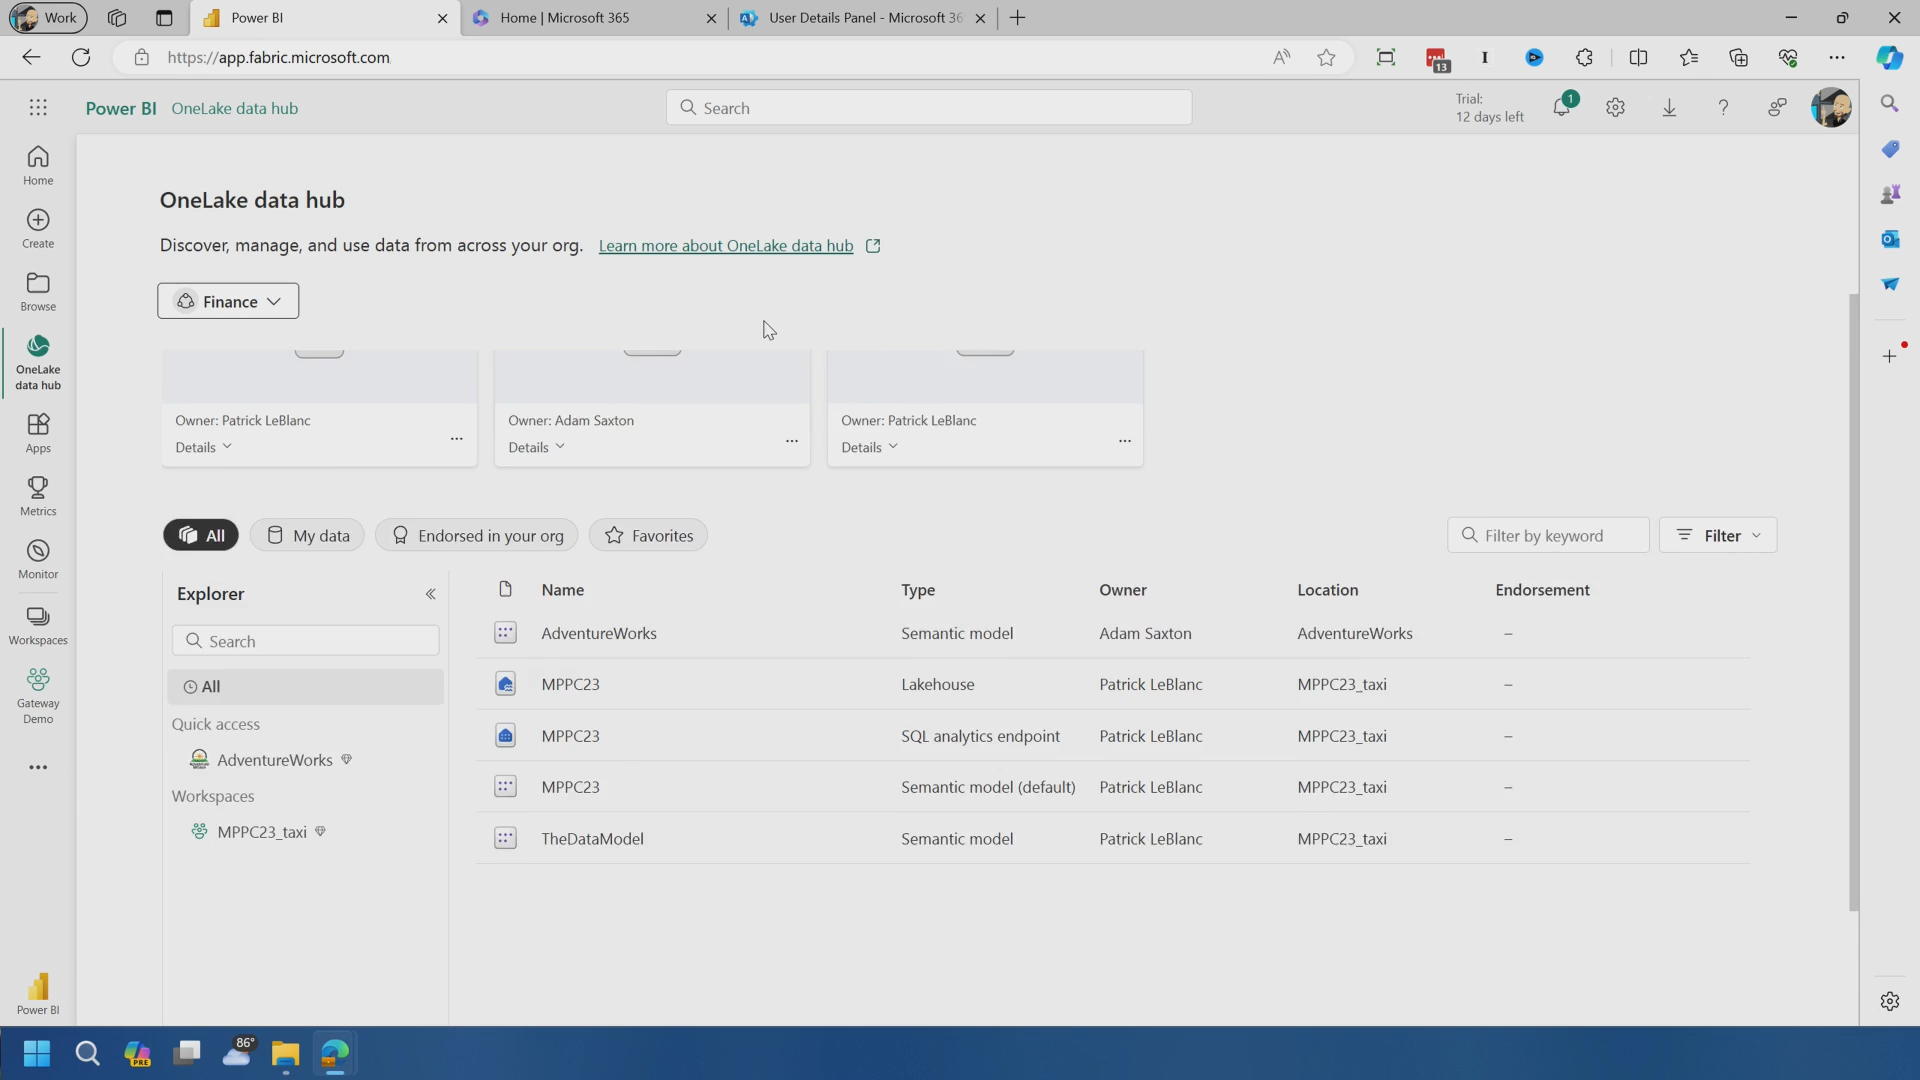 Work
Power BI
Home | Microsoft 365
User Details Panel - Microsoft 36
https://app.fabric.microsoft.com
13
Power BI
OneLake data hub
Search
Trial:
12 days left
1
Home
Create
Browse
OneLake
data hub
Apps
Metrics
Monitor
Workspaces
Gateway
Demo
Power BI
OneLake data hub
Discover, manage, and use data from across your org. Learn more about OneLake data hub
Finance
Owner: Patrick LeBlanc
Details
Owner: Adam Saxton
Details
Owner: Patrick LeBlanc
Details
All
My data
Endorsed in your org
Favorites
Filter by keyword
Filter
Explorer
Search
All
Quick access
AdventureWorks
Workspaces
MPPC23_taxi
Name Type Owner Location Endorsement
AdventureWorks Semantic model Adam Saxton AdventureWorks –
MPPC23 Lakehouse Patrick LeBlanc MPPC23_taxi –
MPPC23 SQL analytics endpoint Patrick LeBlanc MPPC23_taxi –
MPPC23 Semantic model (default) Patrick LeBlanc MPPC23_taxi –
TheDataModel Semantic model Patrick LeBlanc MPPC23_taxi –
PRE
86°